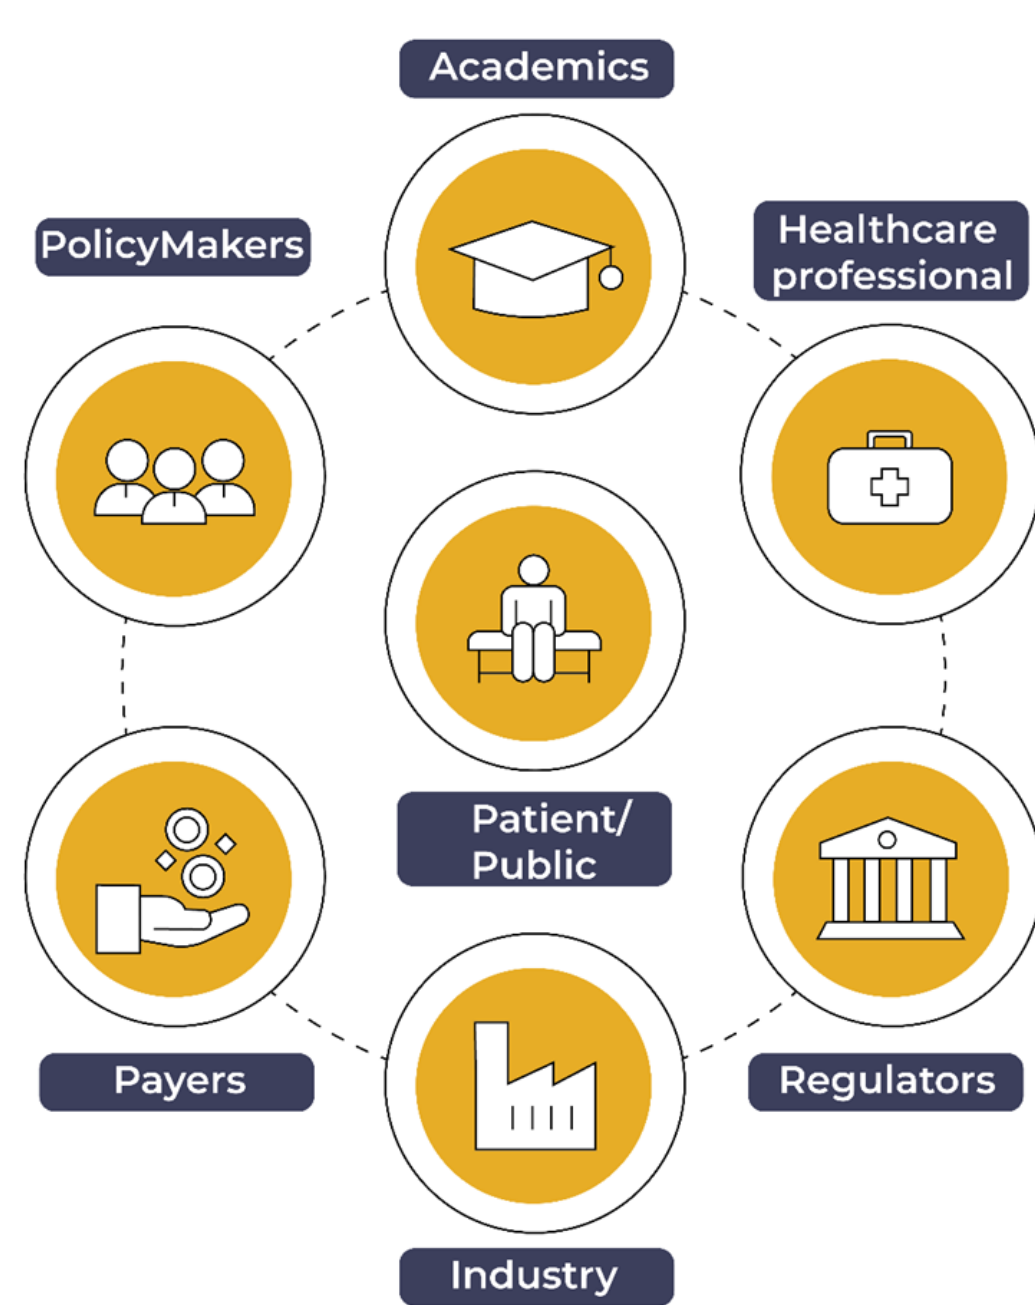 Academics
PolicyMakers
Healthcare
professional
Patient/
Public
Payers
Regulators
Industry